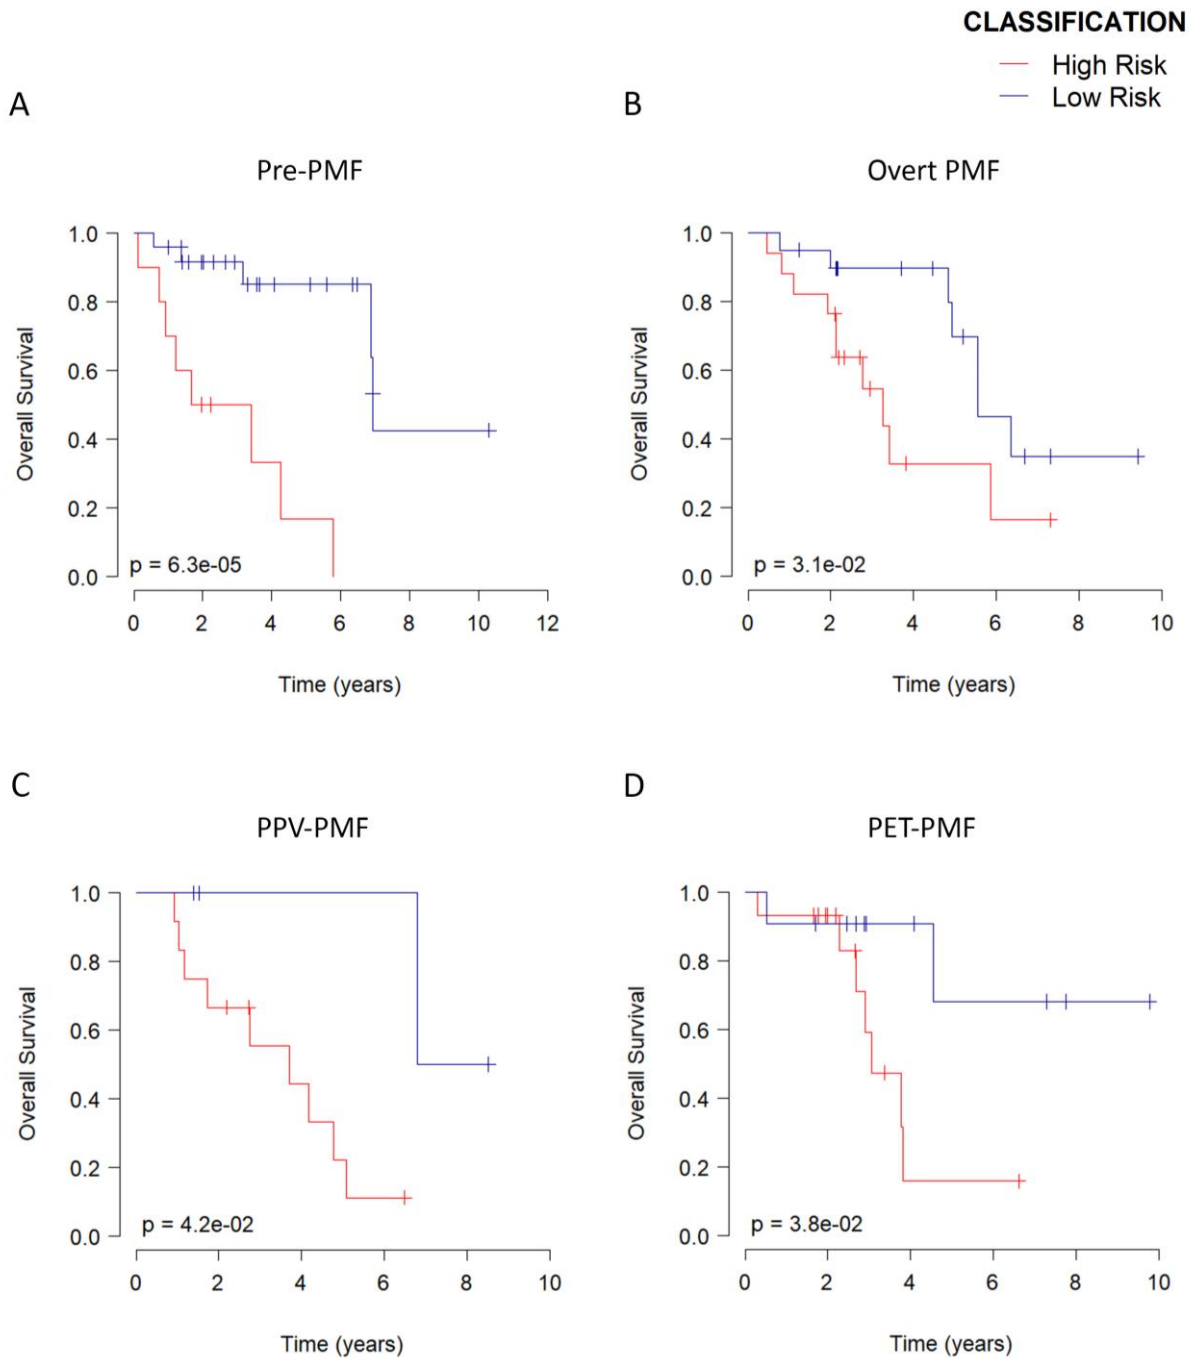 CLASSIFICATION
High Risk
Low Risk
A
Pre-PMF
Overall Survival
1.0
0.8
0.6
0.4
0.2
0.0
p = 6.3e-05
0 2 4 6 8 10 12
Time (years)
B
Overt PMF
Overall Survival
1.0
0.8
0.6
0.4
0.2
0.0
p = 3.1e-02
0 2 4 6 8 10
Time (years)
C
PPV-PMF
Overall Survival
1.0
0.8
0.6
0.4
0.2
0.0
p = 4.2e-02
0 2 4 6 8 10
Time (years)
D
PET-PMF
Overall Survival
1.0
0.8
0.6
0.4
0.2
0.0
p = 3.8e-02
0 2 4 6 8 10
Time (years)